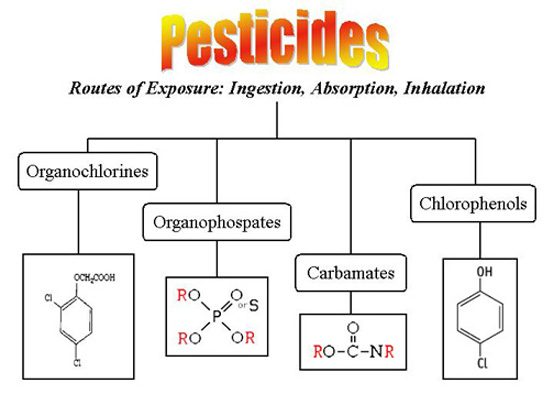 Pesticides
Routes of Exposure: Ingestion, Absorption, Inhalation
Organochlorines
Organophospates
Carbamates
Chlorophenols
OCH₂COOH
Cl
Cl
RO
O
or
S
P
RO
OR
O
RO-C-NR
OH
Cl